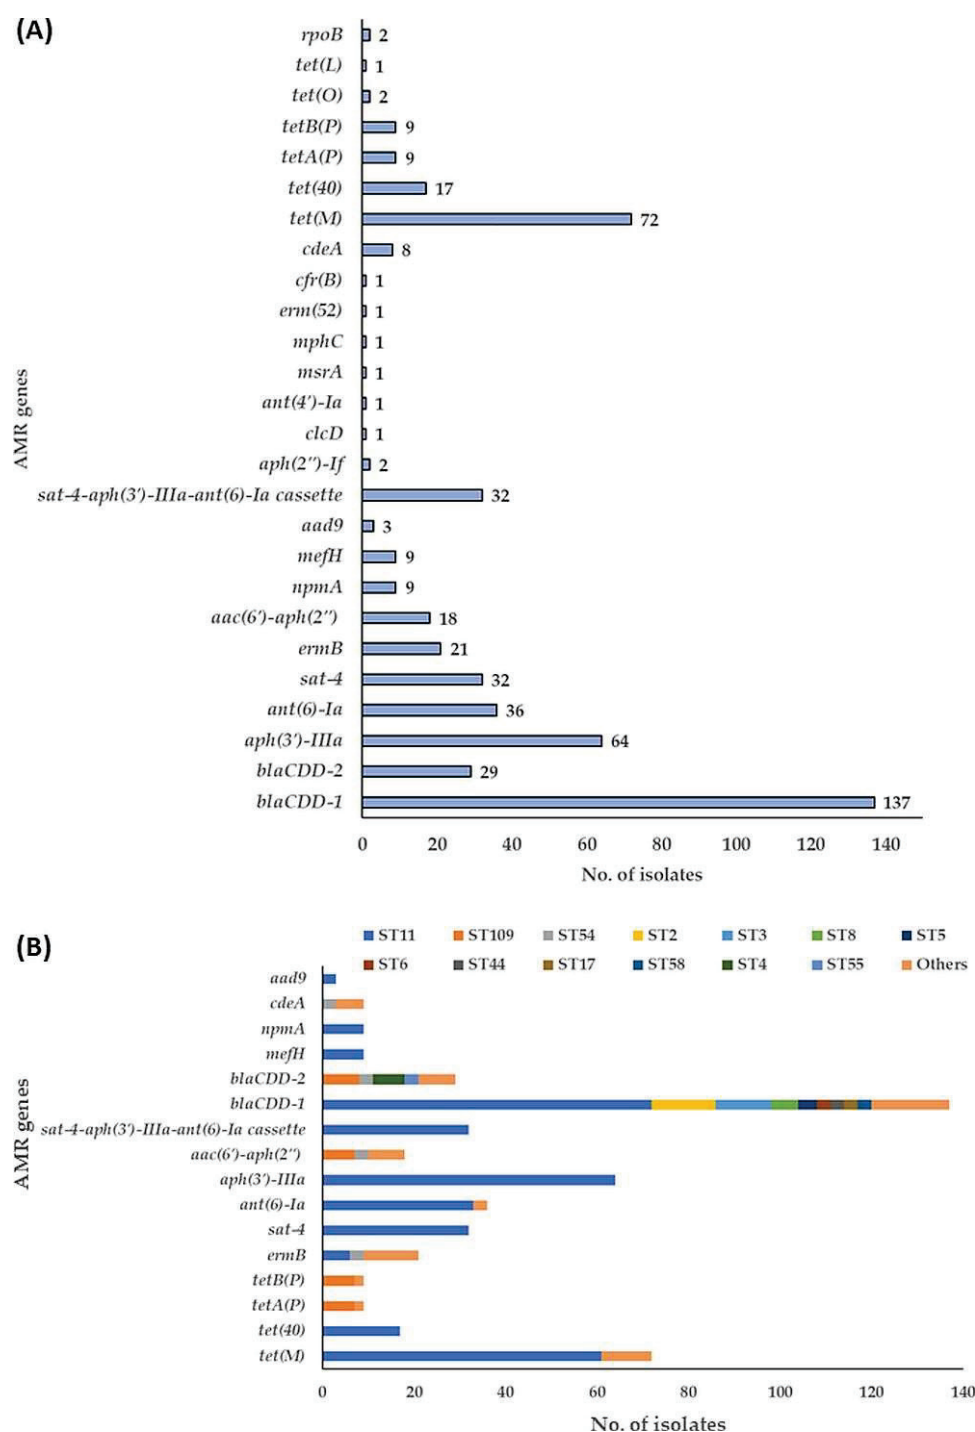 (A)
rpoB 2
tet(L) 1
tet(O) 2
tetB(P) 9
tetA(P) 9
tet(40) 17
tet(M) 72
cdeA 8
cfr(B) 1
erm(52) 1
mphC 1
msrA 1
ant(4')-Ia 1
clcD 1
aph(2'')-If 2
sat-4-aph(3')-IIIa-ant(6)-Ia cassette 32
aad9 3
mefH 9
npmA 9
aac(6')-aph(2'') 18
ermB 21
sat-4 32
ant(6)-Ia 36
aph(3')-IIIa 64
blaCDD-2 29
blaCDD-1 137
AMR genes
0 20 40 60 80 100 120 140
No. of isolates
(B)
ST11 ST109 ST54 ST2 ST3 ST8 ST5
ST6 ST44 ST17 ST58 ST4 ST55 Others
aad9
cdeA
npmA
mefH
blaCDD-2
blaCDD-1
sat-4-aph(3')-IIIa-ant(6)-Ia cassette
aac(6')-aph(2'')
aph(3')-IIIa
ant(6)-Ia
sat-4
ermB
tetB(P)
tetA(P)
tet(40)
tet(M)
AMR genes
0 20 40 60 80 100 120 140
No. of isolates